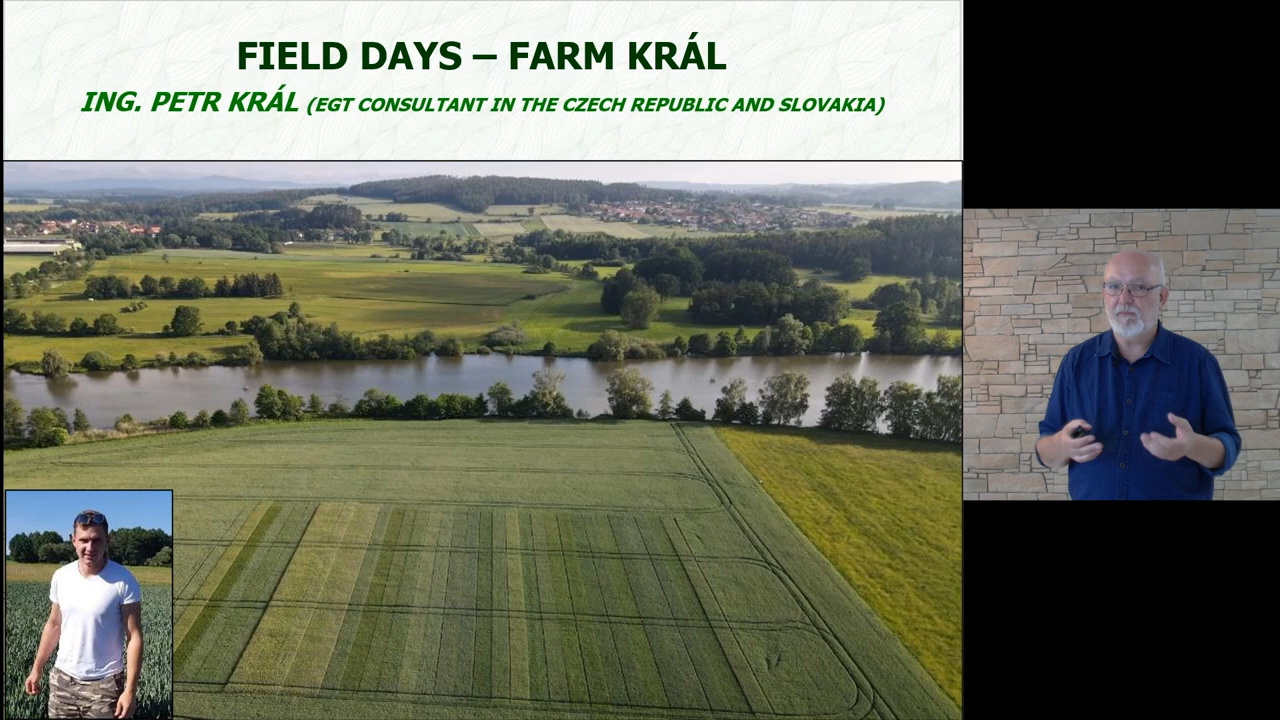 FIELD DAYS – FARM KRÁL
ING. PETR KRÁL (EGT CONSULTANT IN THE CZECH REPUBLIC AND SLOVAKIA)